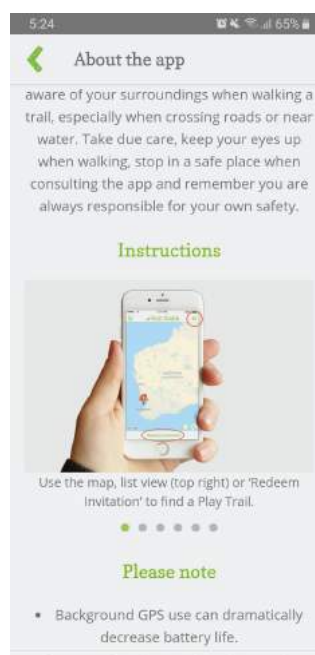 5:24
65%
About the app
aware of your surroundings when walking a
trail, especially when crossing roads or near
water. Take due care, keep your eyes up
when walking, stop in a safe place when
consulting the app and remember you are
always responsible for your own safety.
Instructions
Use the map, list view (top right) or 'Redeem
Invitation' to find a Play Trail.
Please note
• Background GPS use can dramatically
decrease battery life.